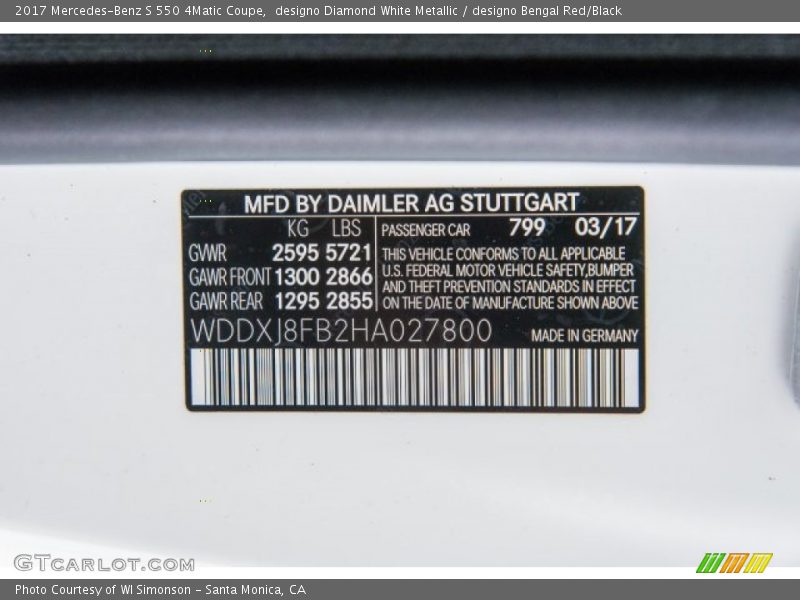 2017 Mercedes-Benz S 550 4Matic Coupe,  designo Diamond White Metallic / designo Bengal Red/Black
MFD BY DAIMLER AG STUTTGART
KG LBS
GVWR 2595 5721
GAWR FRONT 1300 2866
GAWR REAR 1295 2855
PASSENGER CAR 799 03/17
THIS VEHICLE CONFORMS TO ALL APPLICABLE
U.S. FEDERAL MOTOR VEHICLE SAFETY,BUMPER
AND THEFT PREVENTION STANDARDS IN EFFECT
ON THE DATE OF MANUFACTURE SHOWN ABOVE
WDDXJ8FB2HA027800 MADE IN GERMANY
GTCARLOT.COM
Photo Courtesy of WI Simonson - Santa Monica, CA